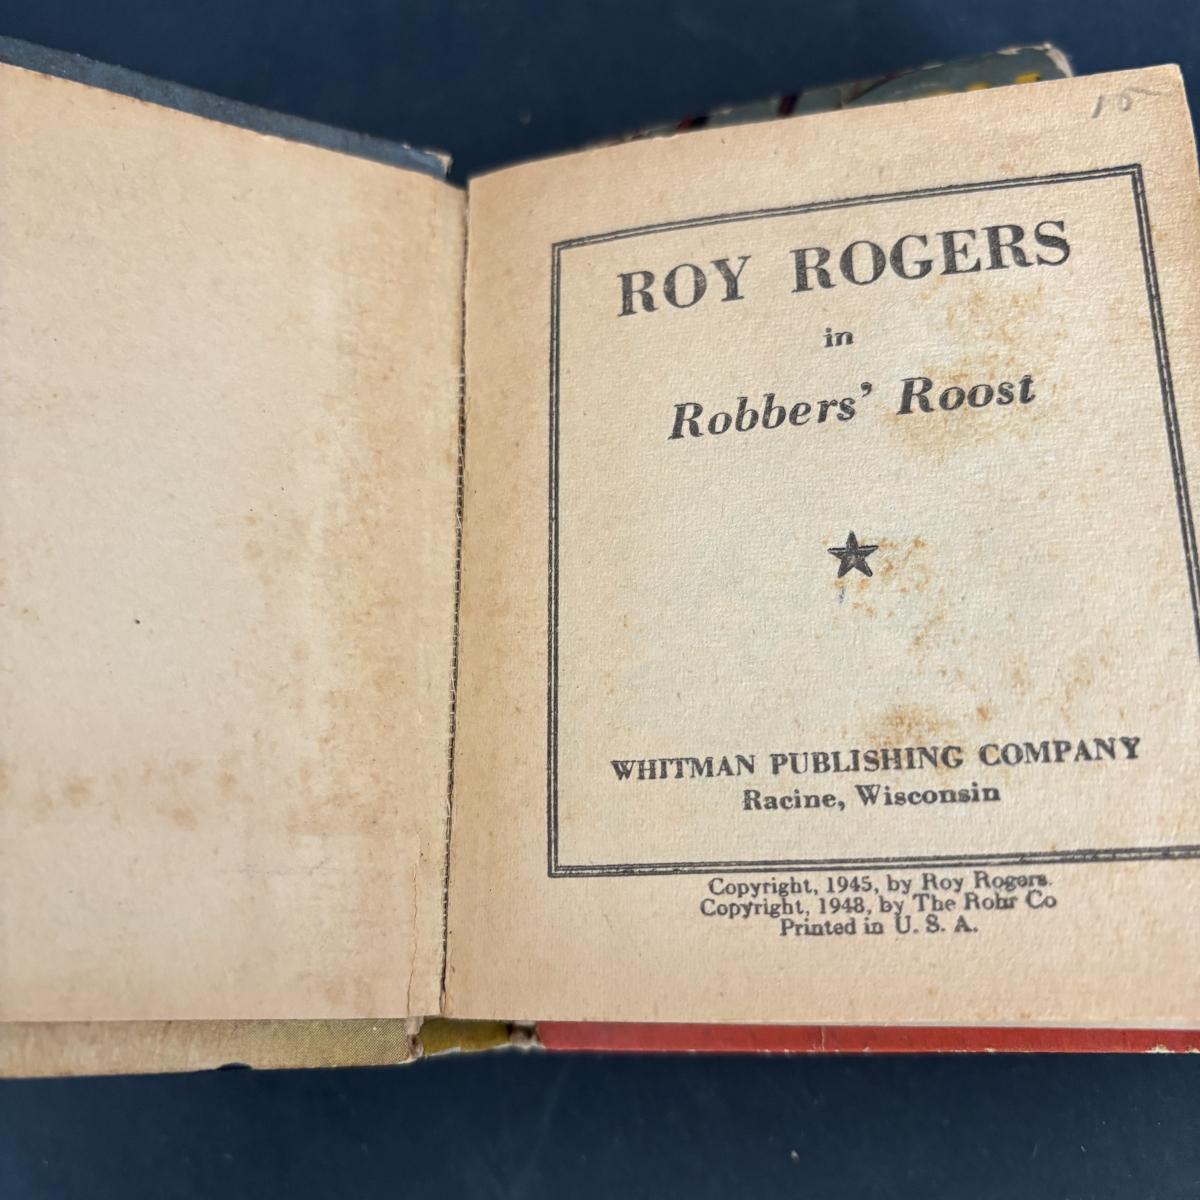 ROY ROGERS
in
Robbers' Roost
WHITMAN PUBLISHING COMPANY
Racine, Wisconsin
Copyright, 1945, by Roy Rogers.
Copyright, 1948, by The Rohr Co
Printed in U. S. A.